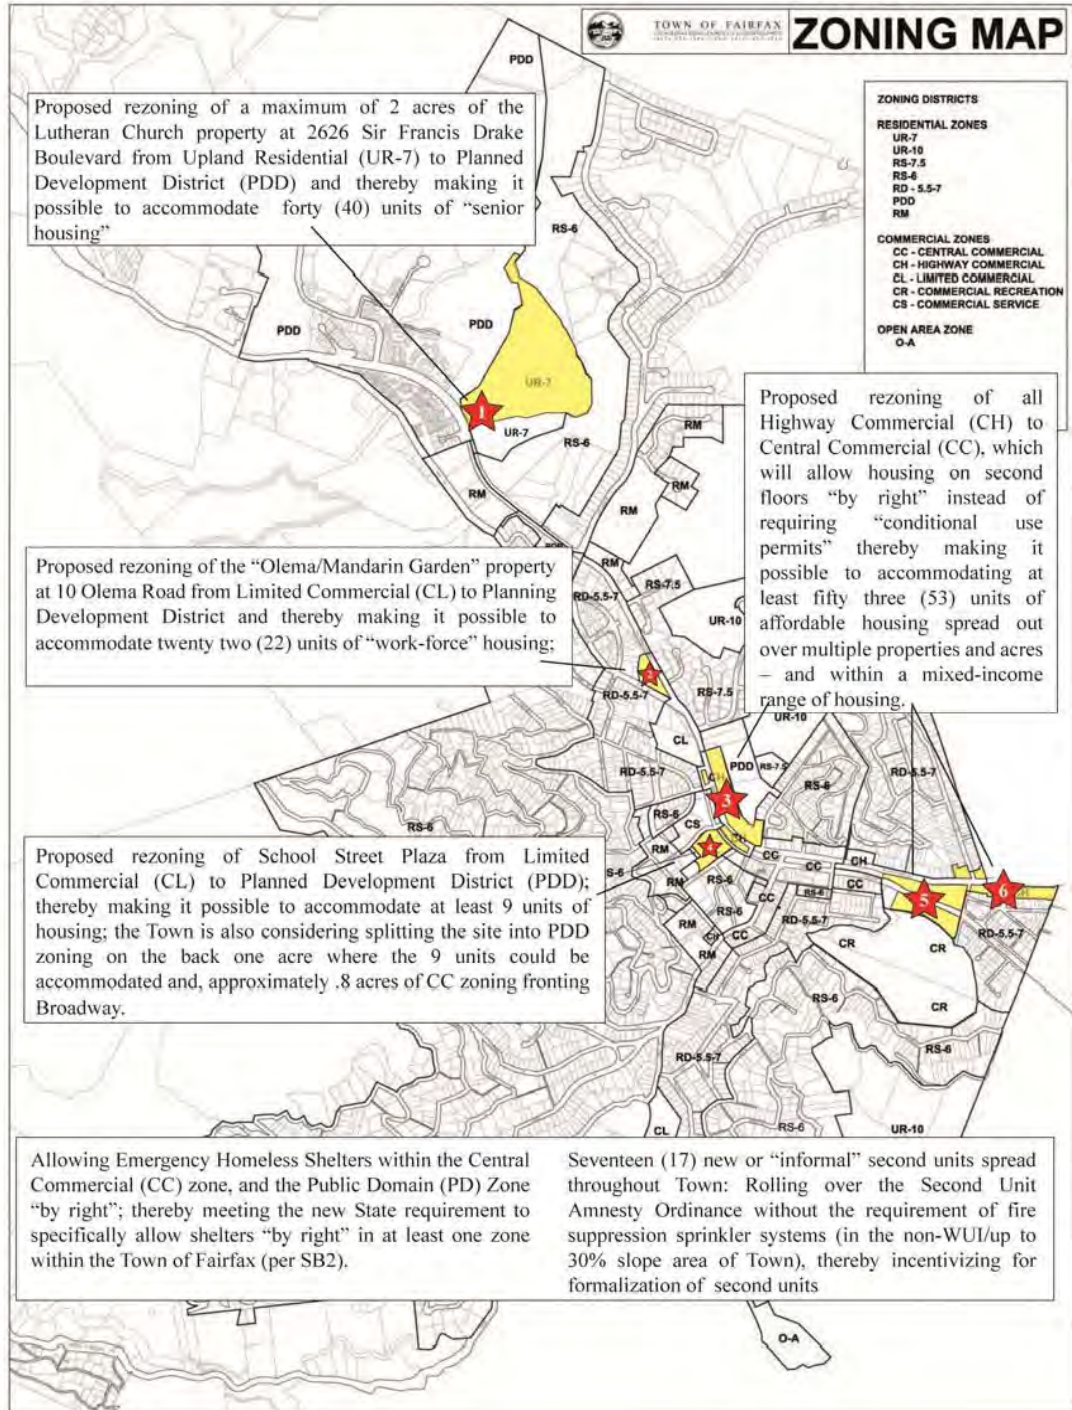 TOWN OF FAIRFAX
ZONING MAP
ZONING DISTRICTS
RESIDENTIAL ZONES
UR-7
UR-10
RS-7.5
RS-6
RD - 5.5-7
PDD
RM
COMMERCIAL ZONES
CC - CENTRAL COMMERCIAL
CH - HIGHWAY COMMERCIAL
CL - LIMITED COMMERCIAL
CR - COMMERCIAL RECREATION
CS - COMMERCIAL SERVICE
OPEN AREA ZONE
O-A
PDD
Proposed rezoning of a maximum of 2 acres of the
Lutheran Church property at 2626 Sir Francis Drake
Boulevard from Upland Residential (UR-7) to Planned
Development District (PDD) and thereby making it
possible to accommodate forty (40) units of “senior
housing”
RS-6
PDD
PDD
UR-7
1
UR-7
RS-6
RM
RM
RM
RM
Proposed rezoning of all
Highway Commercial (CH) to
Central Commercial (CC), which
will allow housing on second
floors “by right” instead of
requiring “conditional use
permits” thereby making it
possible to accommodating at
least fifty three (53) units of
affordable housing spread out
over multiple properties and acres
– and within a mixed-income
range of housing.
Proposed rezoning of the “Olema/Mandarin Garden” property
at 10 Olema Road from Limited Commercial (CL) to Planning
Development District and thereby making it possible to
accommodate twenty two (22) units of “work-force” housing;
RM
RD-5.5-7
RS-7.5
UR-10
2
RD-5.5-7
RS-7.5
UR-10
CL
RD-5.5-7
CH
PDD
RS-7.5
RD-5.5-7
3
RS-6
RS-6
RS-6
CS
4
CH
RM
CC
CC
CH
Proposed rezoning of School Street Plaza from Limited
Commercial (CL) to Planned Development District (PDD);
thereby making it possible to accommodate at least 9 units of
housing; the Town is also considering splitting the site into PDD
zoning on the back one acre where the 9 units could be
accommodated and, approximately .8 acres of CC zoning fronting
Broadway.
RM
RS-6
CC
RS-6
CC
5
6
CH
RS-6
RD-5.5-7
RD-5.5-7
RM
CH
CC
RM
CR
CR
CR
RS-6
RS-6
RD-5.5-7
CL
UR-10
Allowing Emergency Homeless Shelters within the Central
Commercial (CC) zone, and the Public Domain (PD) Zone
“by right”; thereby meeting the new State requirement to
specifically allow shelters “by right” in at least one zone
within the Town of Fairfax (per SB2).
Seventeen (17) new or “informal” second units spread
throughout Town: Rolling over the Second Unit
Amnesty Ordinance without the requirement of fire
suppression sprinkler systems (in the non-WUI/up to
30% slope area of Town), thereby incentivizing for
formalization of second units
O-A